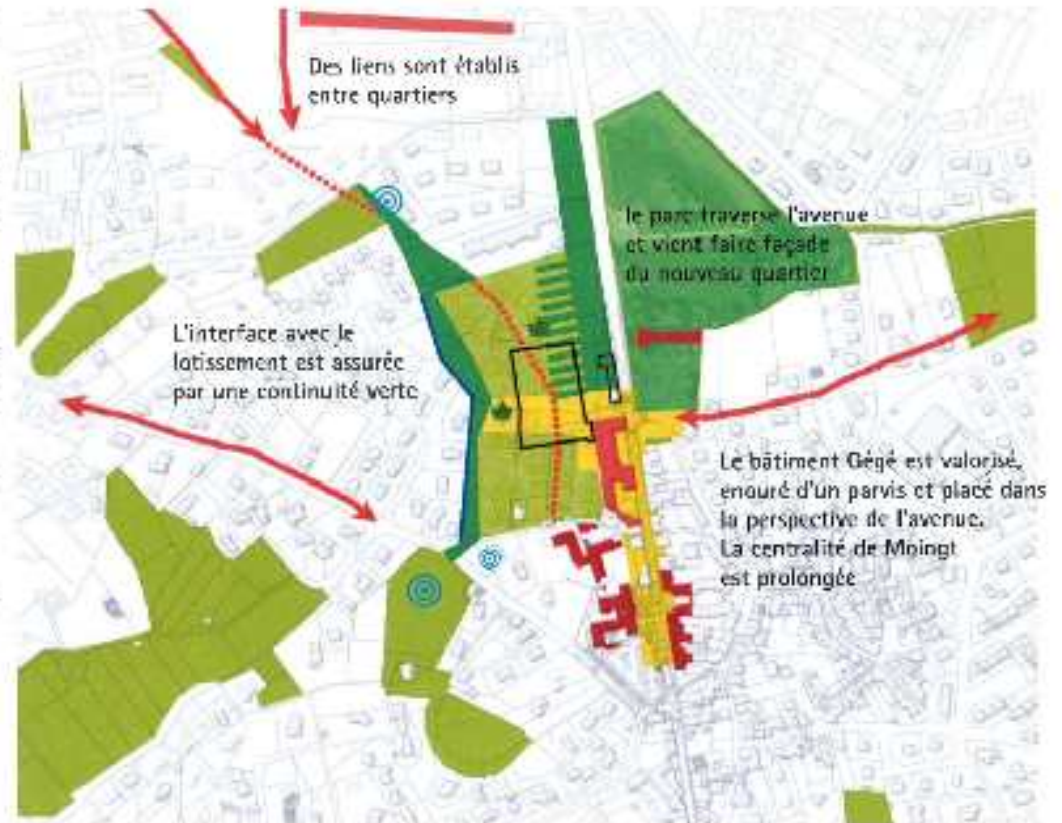 Des liens sont établis
entre quartiers
le parc traverse l'avenue
et vient faire façade
du nouveau quartier
L'interface avec le
lotissement est assurée
par une continuité verte
Le bâtiment Gégé est valorisé,
enouré d'un parvis et placé dans
la perspective de l'avenue.
La centralité de Moingt
est prolongée